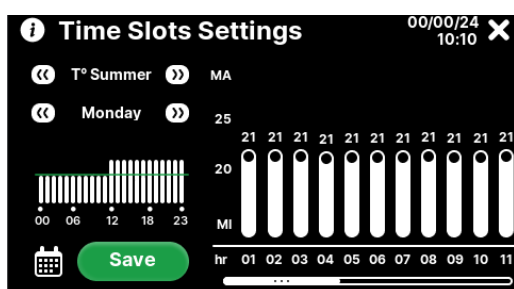 Time Slots Settings
00/00/24
10:10
T° Summer
Monday
00 06 12 18 23
Save
MA
25
20
MI
21 21 21 21 21 21 21 21 21 21 21
hr 01 02 03 04 05 06 07 08 09 10 11